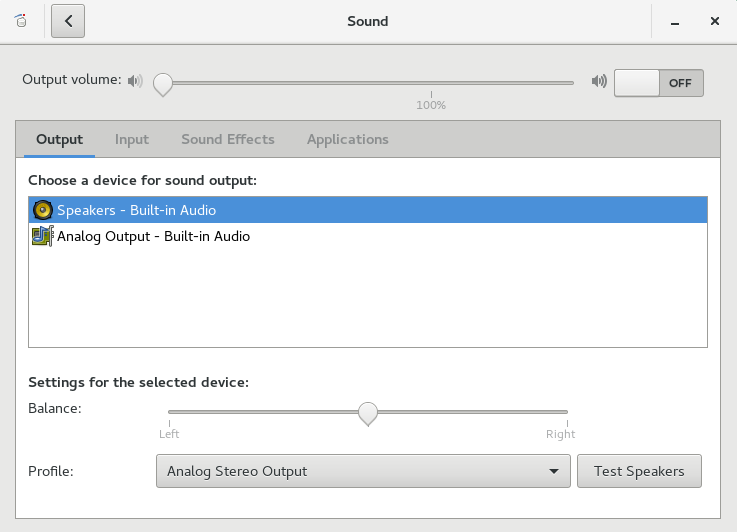 Sound
Output volume:
OFF
100%
Output Input Sound Effects Applications
Choose a device for sound output:
Speakers - Built-in Audio
Analog Output - Built-in Audio
Settings for the selected device:
Balance:
Left Right
Profile: Analog Stereo Output Test Speakers